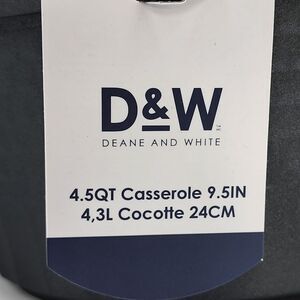 D&W
DEANE AND WHITE
4.5QT Casserole 9.5IN
4,3L Cocotte 24CM